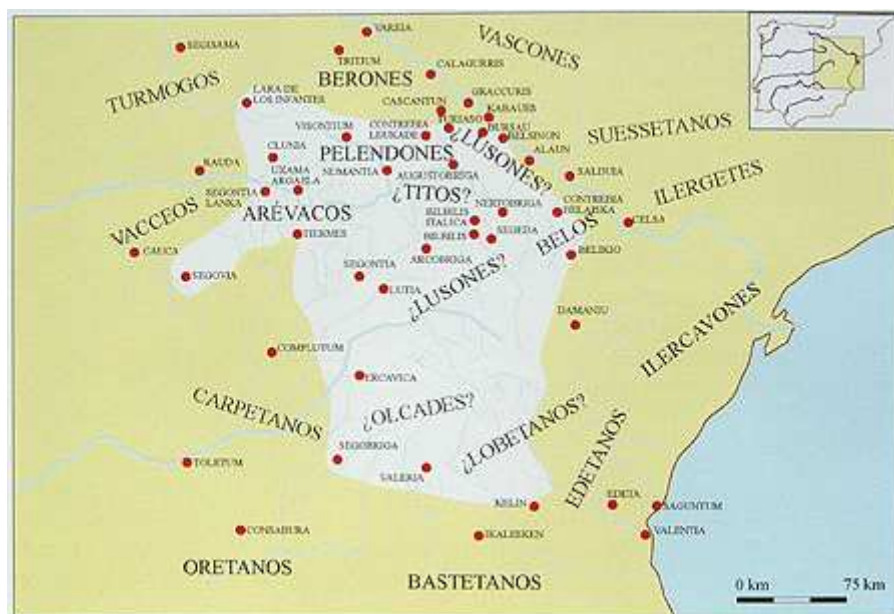 VAREIA
VASCONES
SEGISAMA
TRITIUM
BERONES
CALAGURRIS
TURMOGOS
LARA DE
LOS INFANTES
GRACCURIS
CASCANTUN
KARAUES
TURIASO
BURSAU
VISONTIUM
CONTREBIA
LEUKADE
BELSINON
SUESSETANOS
CLUNIA
PELENDONES
¿LUSONES?
ALAUN
RAUDA
UXAMA
ARGAELA
NUMANTIA
AUGUSTOBRIGA
SALDUIA
SEGONTIA
LANKA
¿TITOS?
ILERGETES
VACCEOS
ARÉVACOS
NERTOBRIGA
CONTREBIA
BELAISKA
BILBILIS
ITALICA
CELSA
TIERMES
BILBILIS
SEGEDA
BELOS
CAUCA
ARCOBRIGA
BELIKIO
SEGOVIA
SEGONTIA
LUTIA
¿LUSONES?
DAMANIU
ILERCAVONES
COMPLUTUM
ERCAVICA
CARPETANOS
¿OLCADES?
SEGOBRIGA
¿LOBETANOS?
TOLETUM
VALERIA
EDETANOS
KELIN
EDETA
SAGUNTUM
CONSABURA
IKALESKEN
VALENTIA
ORETANOS
BASTETANOS
0 km
75 km